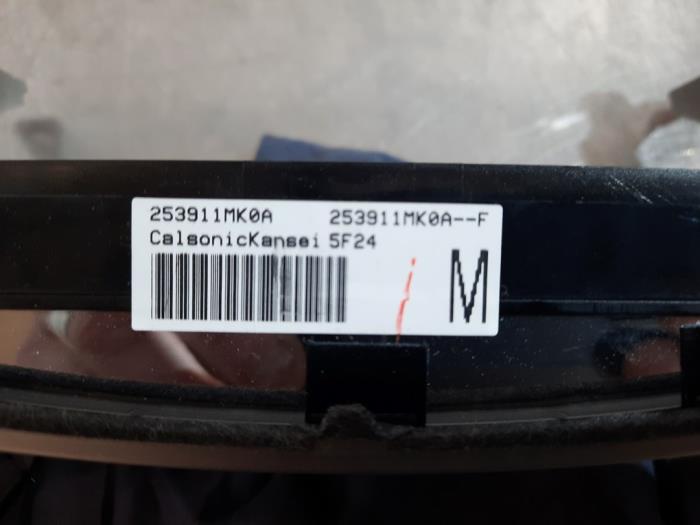 253911MK0A 253911MK0A--F
CalsonicKansei 5F24
M